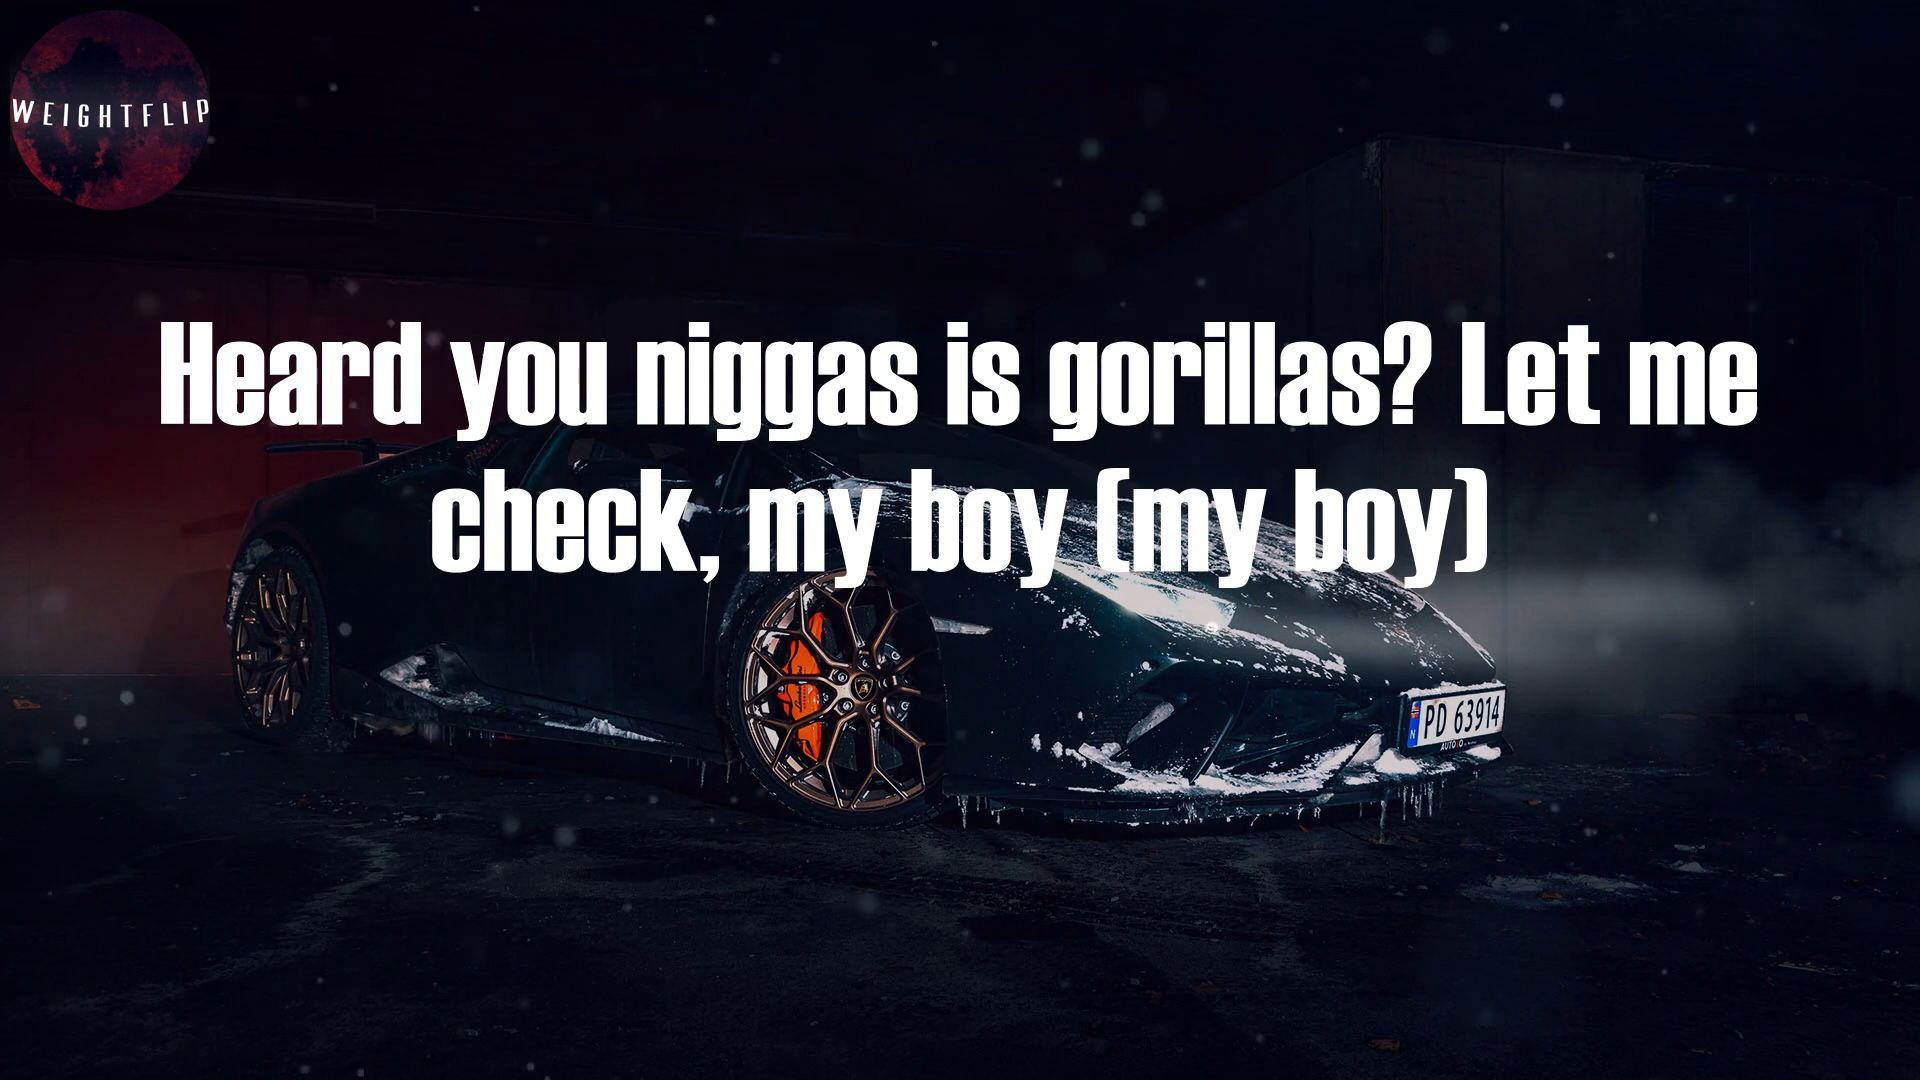 WEIGHTFLIP
Heard you niggas is gorillas? Let me
check, my boy (my boy)
PD 63914
N